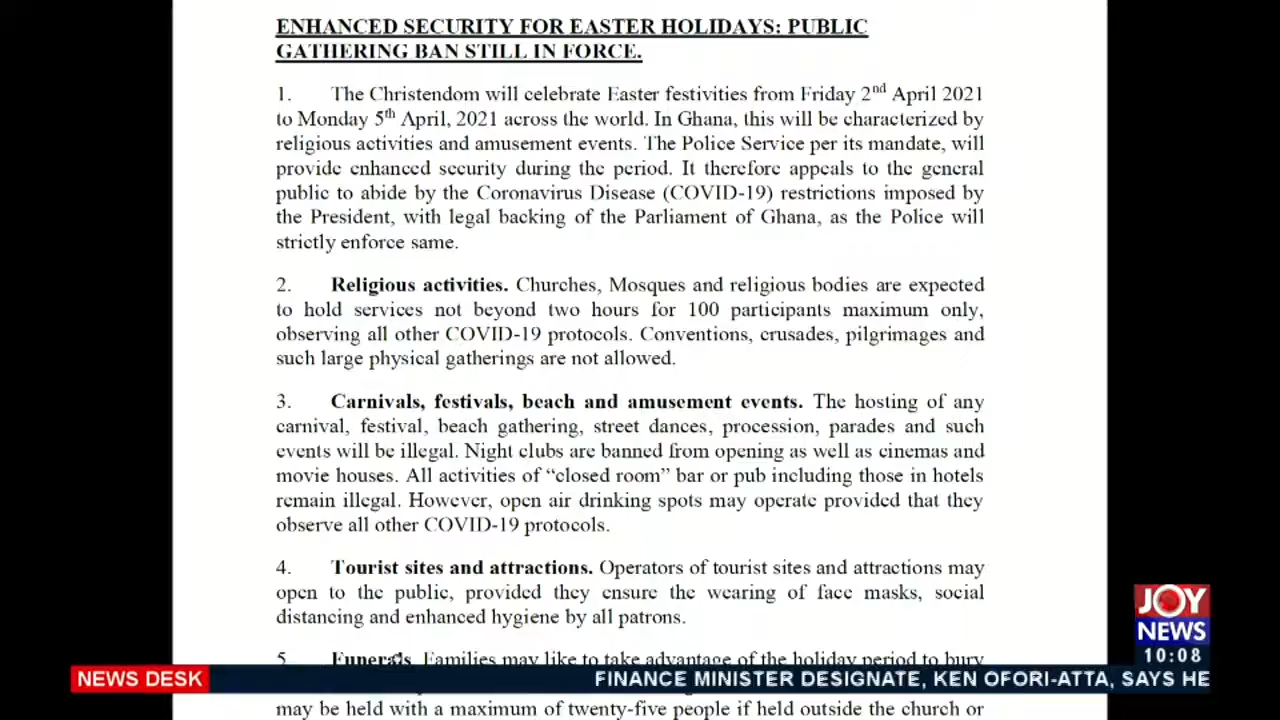 ENHANCED SECURITY FOR EASTER HOLIDAYS: PUBLIC
GATHERING BAN STILL IN FORCE.
1. The Christendom will celebrate Easter festivities from Friday 2nd April 2021
to Monday 5th April, 2021 across the world. In Ghana, this will be characterized by
religious activities and amusement events. The Police Service per its mandate, will
provide enhanced security during the period. It therefore appeals to the general
public to abide by the Coronavirus Disease (COVID-19) restrictions imposed by
the President, with legal backing of the Parliament of Ghana, as the Police will
strictly enforce same.
2. Religious activities. Churches, Mosques and religious bodies are expected
to hold services not beyond two hours for 100 participants maximum only,
observing all other COVID-19 protocols. Conventions, crusades, pilgrimages and
such large physical gatherings are not allowed.
3. Carnivals, festivals, beach and amusement events. The hosting of any
carnival, festival, beach gathering, street dances, procession, parades and such
events will be illegal. Night clubs are banned from opening as well as cinemas and
movie houses. All activities of “closed room” bar or pub including those in hotels
remain illegal. However, open air drinking spots may operate provided that they
observe all other COVID-19 protocols.
4. Tourist sites and attractions. Operators of tourist sites and attractions may
open to the public, provided they ensure the wearing of face masks, social
distancing and enhanced hygiene by all patrons.
5. Funerals. Families may like to take advantage of the holiday period to bury
may be held with a maximum of twenty-five people if held outside the church or
JOY
NEWS
10:08
NEWS DESK
FINANCE MINISTER DESIGNATE, KEN OFORI-ATTA, SAYS HE